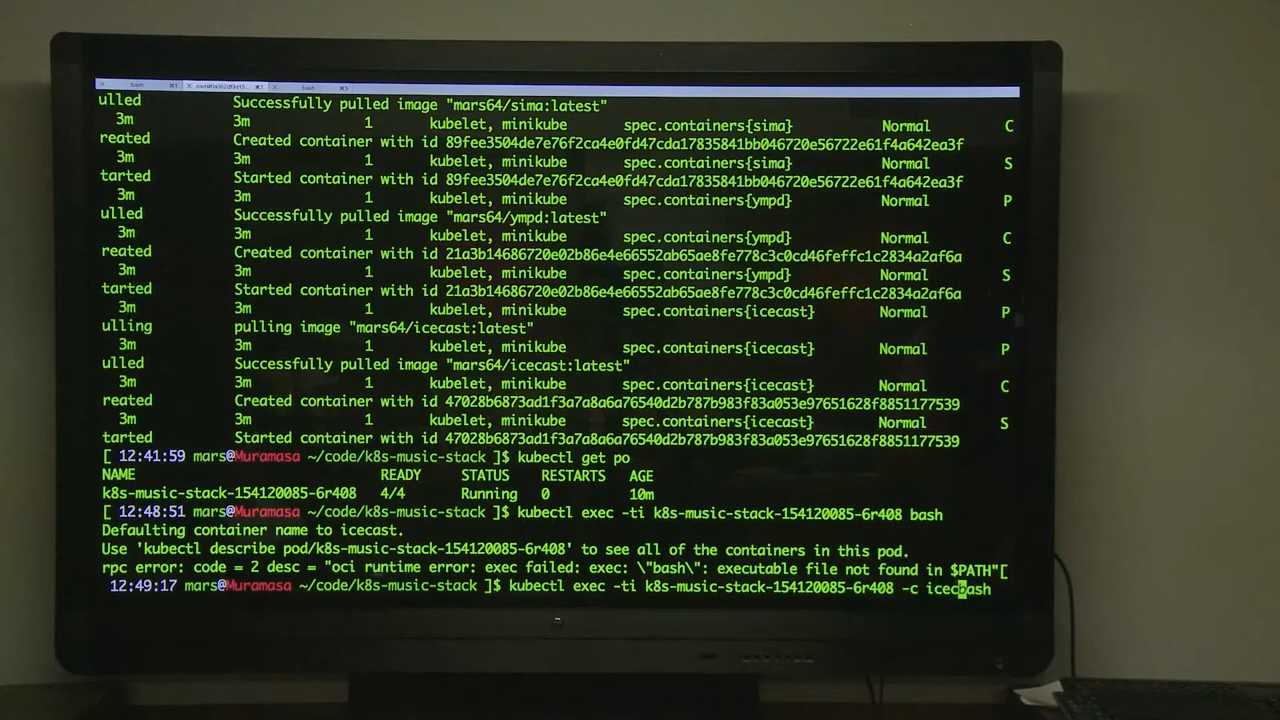 bash ⌘1 ⌘2 bash ⌘3
ulled Successfully pulled image "mars64/sima:latest"
3m 3m 1 kubelet, minikube spec.containers{sima} Normal C
reated Created container with id 89fee3504de7e76f2ca4e0fd47cda17835841bb046720e56722e61f4a642ea3f
3m 3m 1 kubelet, minikube spec.containers{sima} Normal S
tarted Started container with id 89fee3504de7e76f2ca4e0fd47cda17835841bb046720e56722e61f4a642ea3f
3m 3m 1 kubelet, minikube spec.containers{ympd} Normal P
ulled Successfully pulled image "mars64/ympd:latest"
3m 3m 1 kubelet, minikube spec.containers{ympd} Normal C
reated Created container with id 21a3b14686720e02b86e4e66552ab65ae8fe778c3c0cd46feffc1c2834a2af6a
3m 3m 1 kubelet, minikube spec.containers{ympd} Normal S
tarted Started container with id 21a3b14686720e02b86e4e66552ab65ae8fe778c3c0cd46feffc1c2834a2af6a
3m 3m 1 kubelet, minikube spec.containers{icecast} Normal P
ulling pulling image "mars64/icecast:latest"
3m 3m 1 kubelet, minikube spec.containers{icecast} Normal P
ulled Successfully pulled image "mars64/icecast:latest"
3m 3m 1 kubelet, minikube spec.containers{icecast} Normal C
reated Created container with id 47028b6873ad1f3a7a8a6a76540d2b787b983f83a053e97651628f8851177539
3m 3m 1 kubelet, minikube spec.containers{icecast} Normal S
tarted Started container with id 47028b6873ad1f3a7a8a6a76540d2b787b983f83a053e97651628f8851177539
[ 12:41:59 mars@Muramasa ~/code/k8s-music-stack ]$ kubectl get po
NAME READY STATUS RESTARTS AGE
k8s-music-stack-154120085-6r408 4/4 Running 0 10m
[ 12:48:51 mars@Muramasa ~/code/k8s-music-stack ]$ kubectl exec -ti k8s-music-stack-154120085-6r408 bash
Defaulting container name to icecast.
Use 'kubectl describe pod/k8s-music-stack-154120085-6r408' to see all of the containers in this pod.
rpc error: code = 2 desc = "oci runtime error: exec failed: exec: \"bash\": executable file not found in $PATH"[
12:49:17 mars@Muramasa ~/code/k8s-music-stack ]$ kubectl exec -ti k8s-music-stack-154120085-6r408 -c icecbash